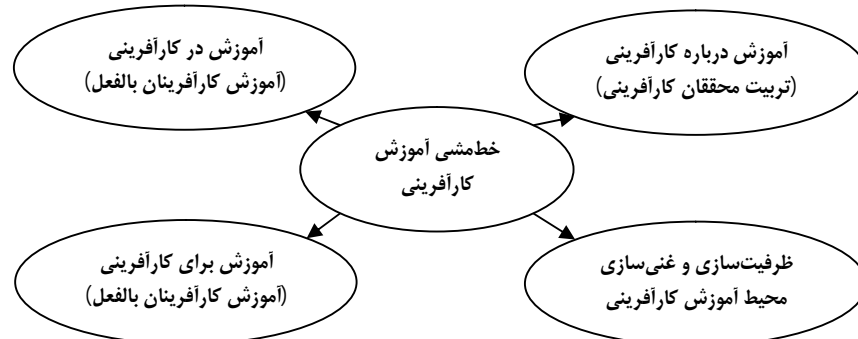 آموزش درباره کارآفرینی
(تربیت محققان کارآفرینی)
آموزش در کارآفرینی
(آموزش کارآفرینان بالفعل)
خط‌مشی آموزش
کارآفرینی
ظرفیت‌سازی و غنی‌سازی
محیط آموزش کارآفرینی
آموزش برای کارآفرینی
(آموزش کارآفرینان بالفعل)